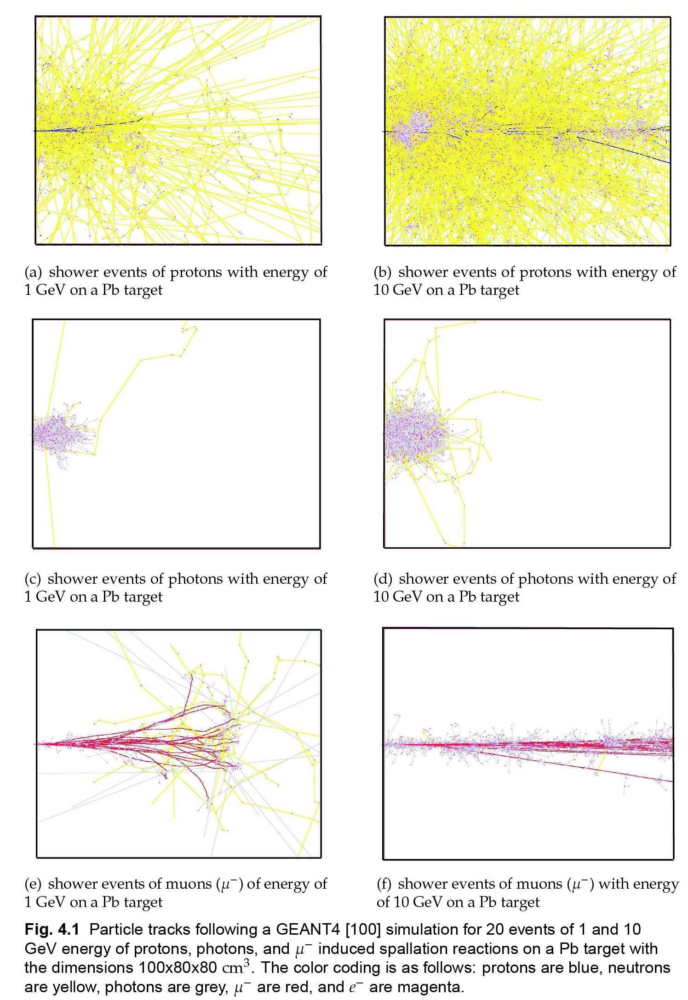 (a) shower events of protons with energy of
1 GeV on a Pb target
(b) shower events of protons with energy of
10 GeV on a Pb target
(c) shower events of photons with energy of
1 GeV on a Pb target
(d) shower events of photons with energy of
10 GeV on a Pb target
(e) shower events of muons (μ⁻) of energy of
1 GeV on a Pb target
(f) shower events of muons (μ⁻) with energy
of 10 GeV on a Pb target
Fig. 4.1 Particle tracks following a GEANT4 [100] simulation for 20 events of 1 and 10
GeV energy of protons, photons, and μ⁻ induced spallation reactions on a Pb target with
the dimensions 100x80x80 cm³. The color coding is as follows: protons are blue, neutrons
are yellow, photons are grey, μ⁻ are red, and e⁻ are magenta.